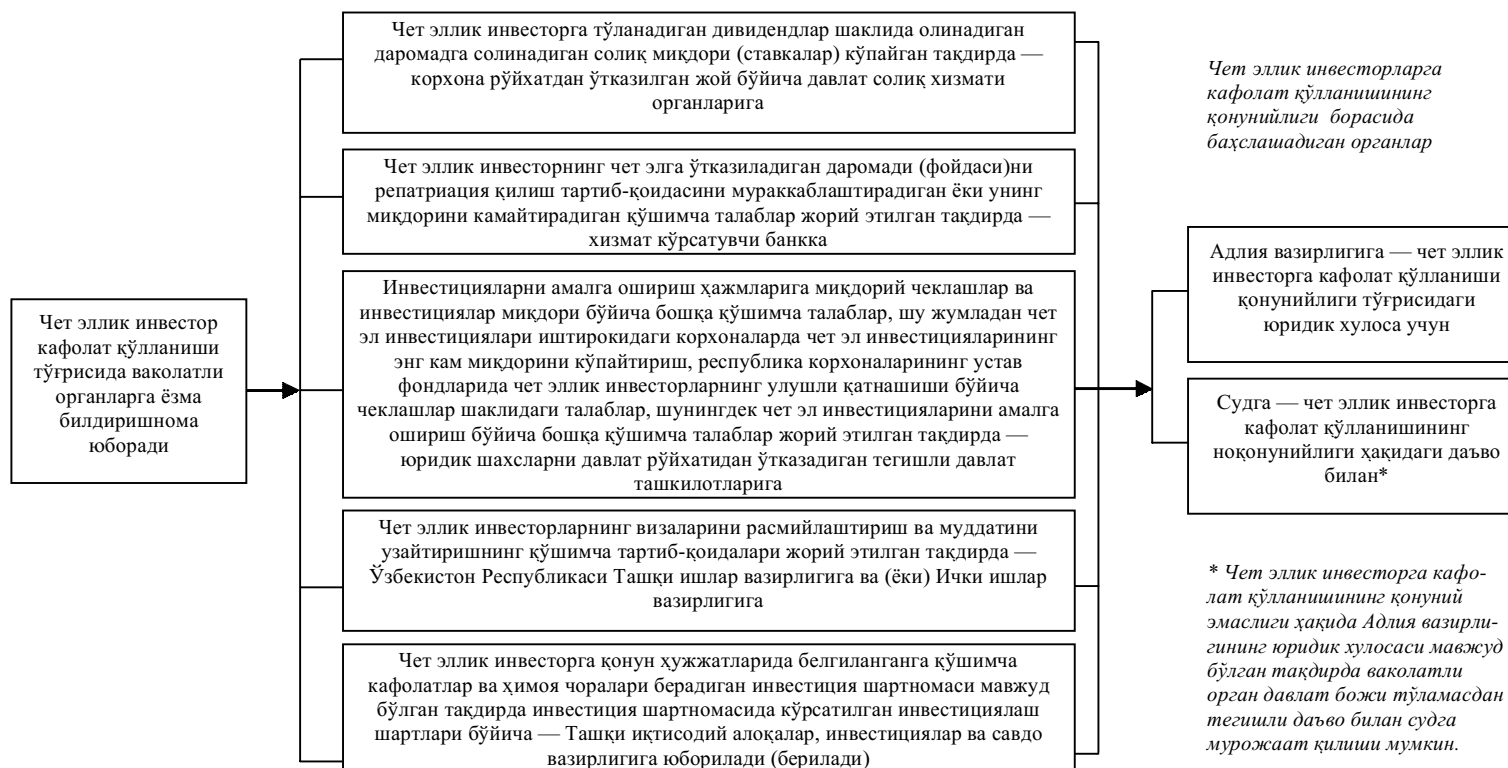 Чет эллик инвестор
кафолат қўлланиши
тўғрисида ваколатли
органларга ёзма
билдиришнома
юборади
Чет эллик инвесторга тўланадиган дивидендлар шаклида олинадиган
даромадга солинадиган солиқ миқдори (ставкалар) кўпайган тақдирда —
корхона рўйхатдан ўтказилган жой бўйича давлат солиқ хизмати
органларига
Чет эллик инвесторнинг чет элга ўтказиладиган даромади (фойдаси)ни
репатриация қилиш тартиб-қоидасини мураккаблаштирадиган ёки унинг
миқдорини камайтирадиган қўшимча талаблар жорий этилган тақдирда —
хизмат кўрсатувчи банкка
Инвестицияларни амалга ошириш ҳажмларига миқдорий чеклашлар ва
инвестициялар миқдори бўйича бошқа қўшимча талаблар, шу жумладан чет
эл инвестициялари иштирокидаги корхоналарда чет эл инвестицияларининг
энг кам миқдорини кўпайтириш, республика корхоналарининг устав
фондларида чет эллик инвесторларнинг улушли қатнашиши бўйича
чеклашлар шаклидаги талаблар, шунингдек чет эл инвестицияларини амалга
ошириш бўйича бошқа қўшимча талаблар жорий этилган тақдирда —
юридик шахсларни давлат рўйхатидан ўтказадиган тегишли давлат
ташкилотларига
Чет эллик инвесторларнинг визаларини расмийлаштириш ва муддатини
узайтиришнинг қўшимча тартиб-қоидалари жорий этилган тақдирда —
Ўзбекистон Республикаси Ташқи ишлар вазирлигига ва (ёки) Ички ишлар
вазирлигига
Чет эллик инвесторга қонун ҳужжатларида белгиланганга қўшимча
кафолатлар ва ҳимоя чоралари берадиган инвестиция шартномаси мавжуд
бўлган тақдирда инвестиция шартномасида кўрсатилган инвестициялаш
шартлари бўйича — Ташқи иқтисодий алоқалар, инвестициялар ва савдо
вазирлигига юборилади (берилади)
Чет эллик инвесторларга
кафолат қўлланишининг
қонунийлиги борасида
баҳслашадиган органлар
Адлия вазирлигига — чет эллик
инвесторга кафолат қўлланиши
қонунийлиги тўғрисидаги
юридик хулоса учун
Судга — чет эллик инвесторга
кафолат қўлланишининг
ноқонунийлиги ҳақидаги даъво
билан*
* Чет эллик инвесторга кафо-
лат қўлланишининг қонуний
эмаслиги ҳақида Адлия вазирли-
гининг юридик хулосаси мавжуд
бўлган тақдирда ваколатли
орган давлат божи тўламасдан
тегишли даъво билан судга
мурожаат қилиши мумкин.